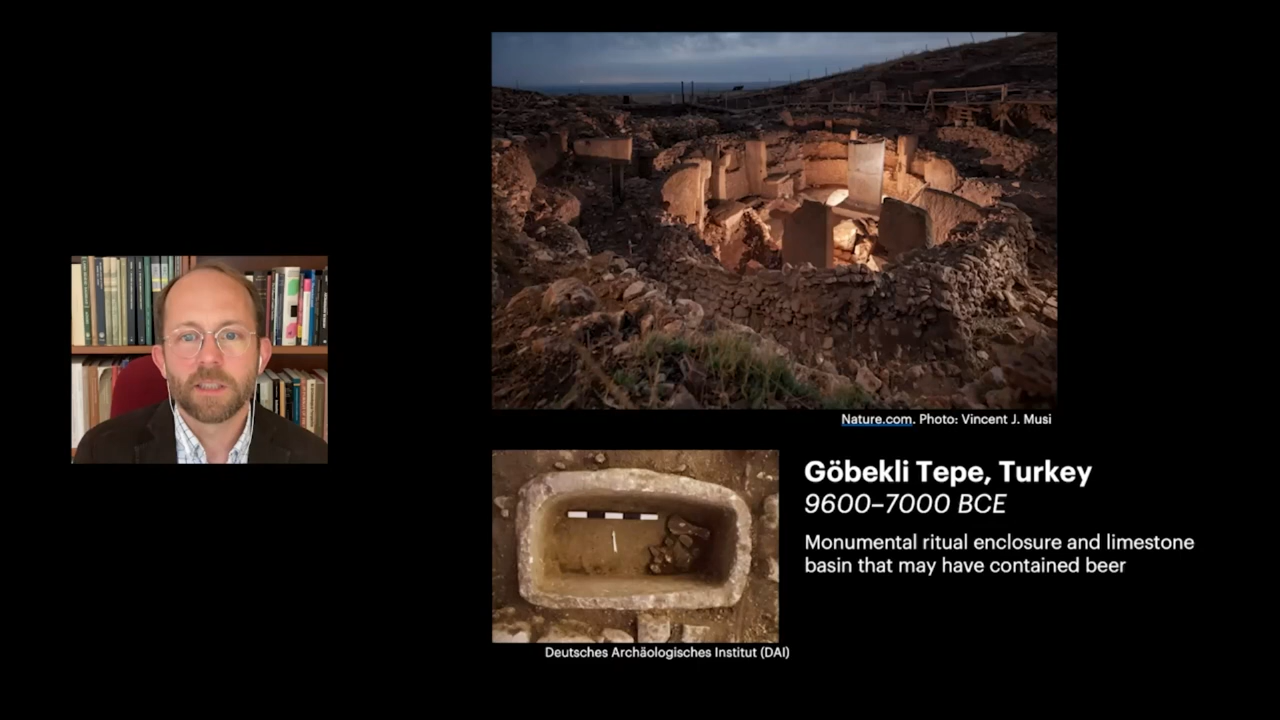 Nature.com. Photo: Vincent J. Musi
Göbekli Tepe, Turkey
9600–7000 BCE
Monumental ritual enclosure and limestone
basin that may have contained beer
Deutsches Archäologisches Institut (DAI)